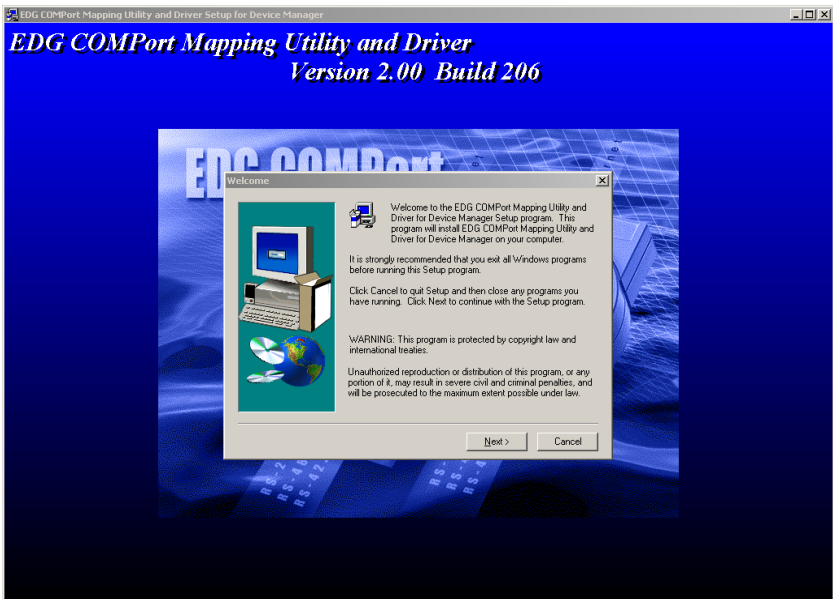 EDG COMPort Mapping Utility and Driver Setup for Device Manager
EDG COMPort Mapping Utility and Driver
Version 2.00 Build 206
EDG COMPort
Welcome
Welcome to the EDG COMPort Mapping Utility and
Driver for Device Manager Setup program. This
program will install EDG COMPort Mapping Utility and
Driver for Device Manager on your computer.
It is strongly recommended that you exit all Windows programs
before running this Setup program.
Click Cancel to quit Setup and then close any programs you
have running. Click Next to continue with the Setup program.
WARNING: This program is protected by copyright law and
international treaties.
Unauthorized reproduction or distribution of this program, or any
portion of it, may result in severe civil and criminal penalties, and
will be prosecuted to the maximum extent possible under law.
Next >
Cancel